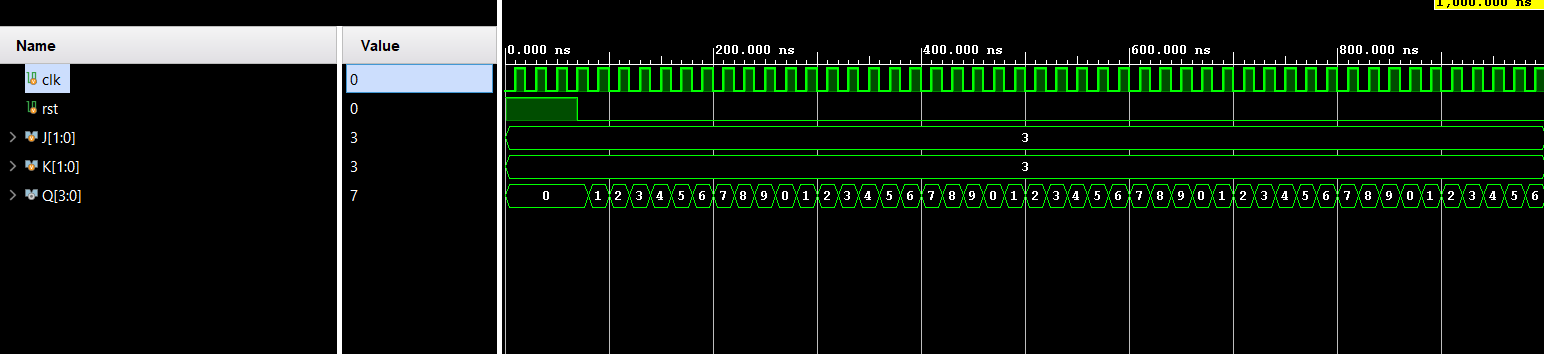 1,000.000 ns
Name Value 0.000 ns 200.000 ns 400.000 ns 600.000 ns 800.000 ns
clk 0
rst 0
J[1:0] 3 3
K[1:0] 3 3
Q[3:0] 7 0 1 2 3 4 5 6 7 8 9 0 1 2 3 4 5 6 7 8 9 0 1 2 3 4 5 6 7 8 9 0 1 2 3 4 5 6 7 8 9 0 1 2 3 4 5 6